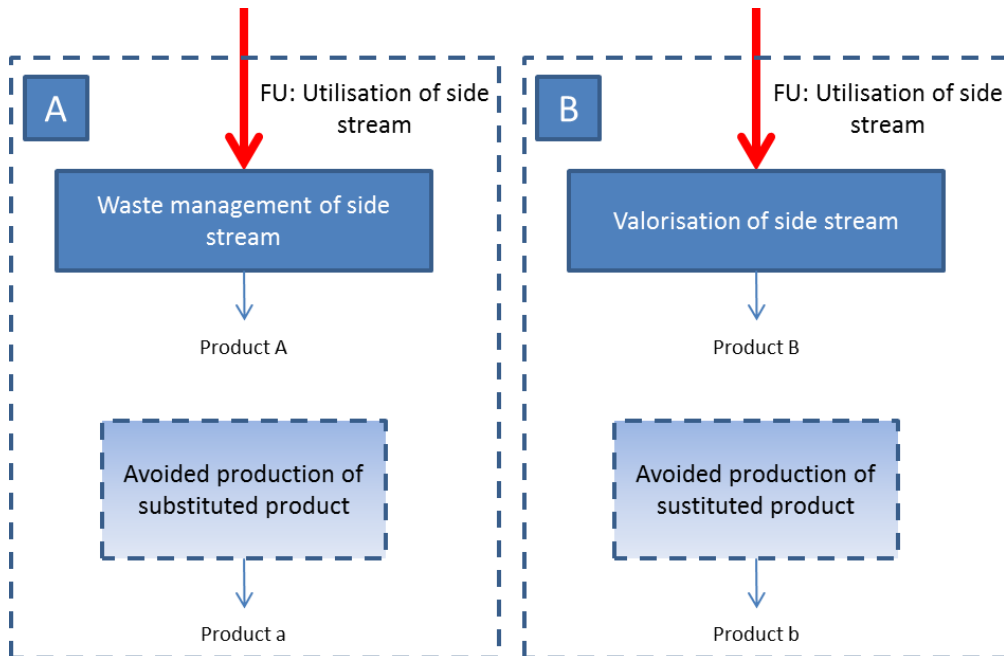 A
FU: Utilisation of side
stream
Waste management of side
stream
Product A
Avoided production of
substituted product
Product a
B
FU: Utilisation of side
stream
Valorisation of side stream
Product B
Avoided production of
sustituted product
Product b